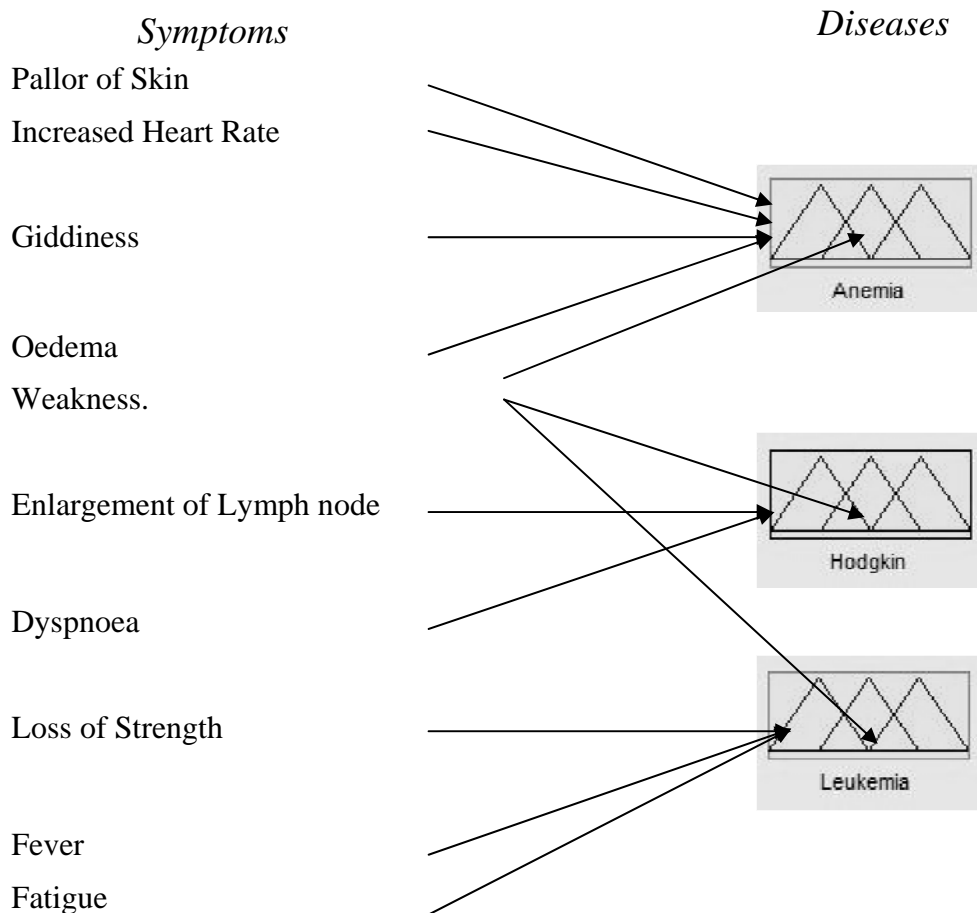 Symptoms
Diseases
Pallor of Skin
Increased Heart Rate
Giddiness
Anemia
Oedema
Weakness.
Enlargement of Lymph node
Hodgkin
Dyspnoea
Loss of Strength
Leukemia
Fever
Fatigue